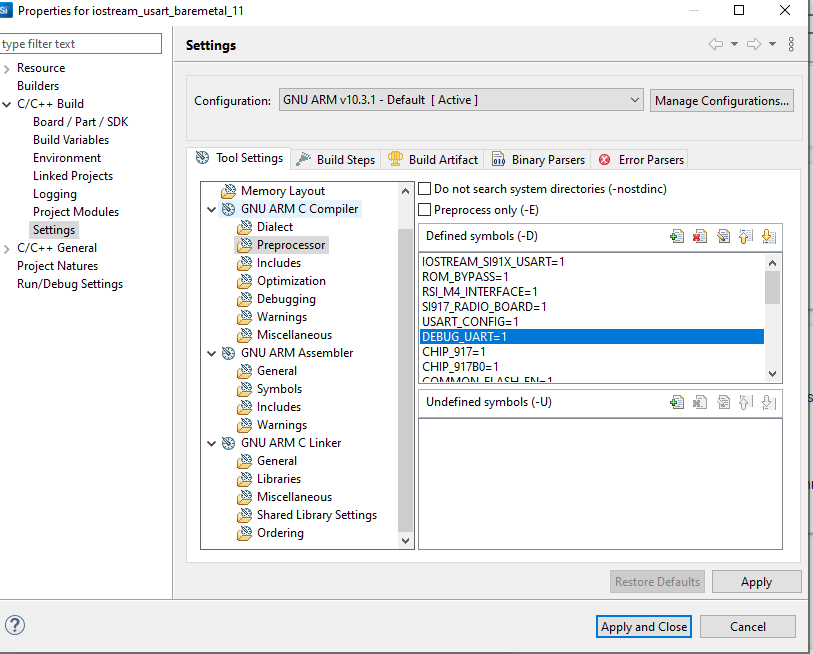 Si Properties for iostream_usart_baremetal_11
type filter text
Resource
Builders
C/C++ Build
Board / Part / SDK
Build Variables
Environment
Linked Projects
Logging
Project Modules
Settings
C/C++ General
Project Natures
Run/Debug Settings
Settings
Configuration: GNU ARM v10.3.1 - Default [ Active ] Manage Configurations...
Tool Settings Build Steps Build Artifact 010 Binary Parsers Error Parsers
Memory Layout
GNU ARM C Compiler
Dialect
Preprocessor
Includes
Optimization
Debugging
Warnings
Miscellaneous
GNU ARM Assembler
General
Symbols
Includes
Warnings
GNU ARM C Linker
General
Libraries
Miscellaneous
Shared Library Settings
Ordering
Do not search system directories (-nostdinc)
Preprocess only (-E)
Defined symbols (-D)
IOSTREAM_SI91X_USART=1
ROM_BYPASS=1
RSI_M4_INTERFACE=1
SI917_RADIO_BOARD=1
USART_CONFIG=1
DEBUG_UART=1
CHIP_917=1
CHIP_917B0=1
COMMON_FLASH_EN=1
Undefined symbols (-U)
Restore Defaults Apply
? Apply and Close Cancel